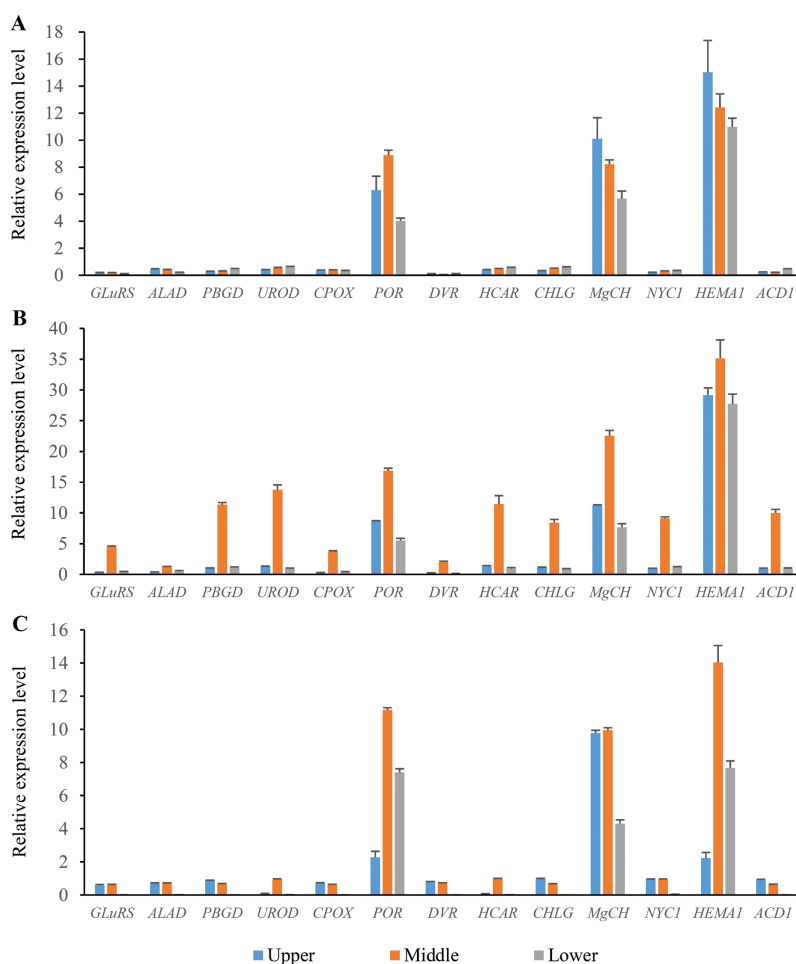 A
Relative expression level
18
16
14
12
10
8
6
4
2
0
GLuRS ALAD PBGD UROD CPOX POR DVR HCAR CHLG MgCH NYC1 HEMA1 ACD1
B
Relative expression level
40
35
30
25
20
15
10
5
0
GLuRS ALAD PBGD UROD CPOX POR DVR HCAR CHLG MgCH NYC1 HEMA1 ACD1
C
Relative expression level
16
14
12
10
8
6
4
2
0
GLuRS ALAD PBGD UROD CPOX POR DVR HCAR CHLG MgCH NYC1 HEMA1 ACD1
Upper Middle Lower